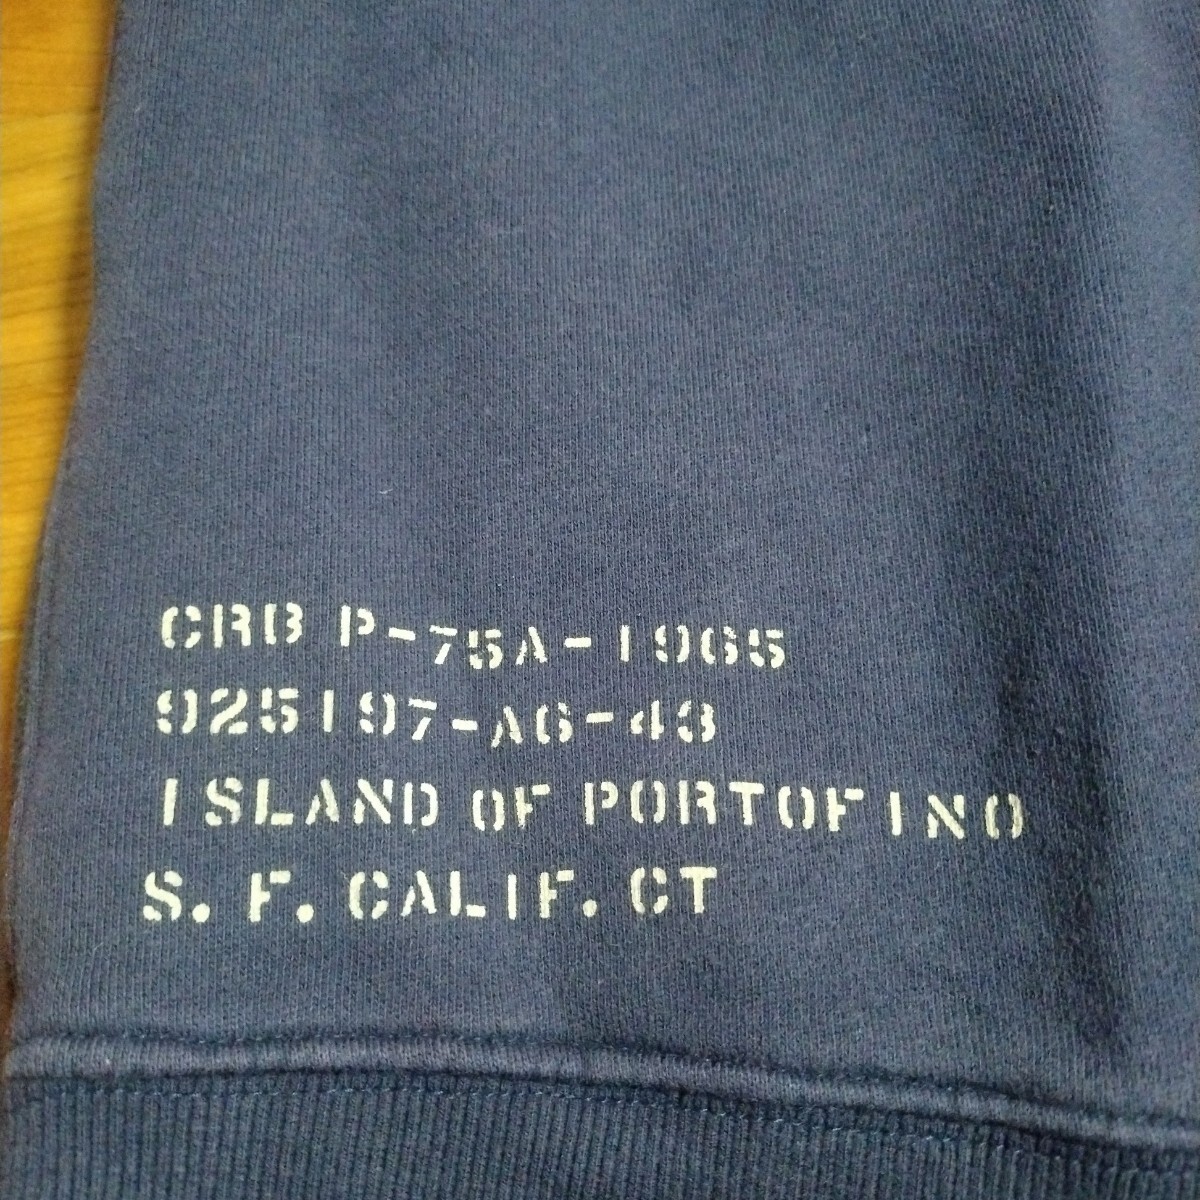 CRB P-75A-1965
925197-A6-43
ISLAND OF PORTOFINO
S. F. CALIF. CT